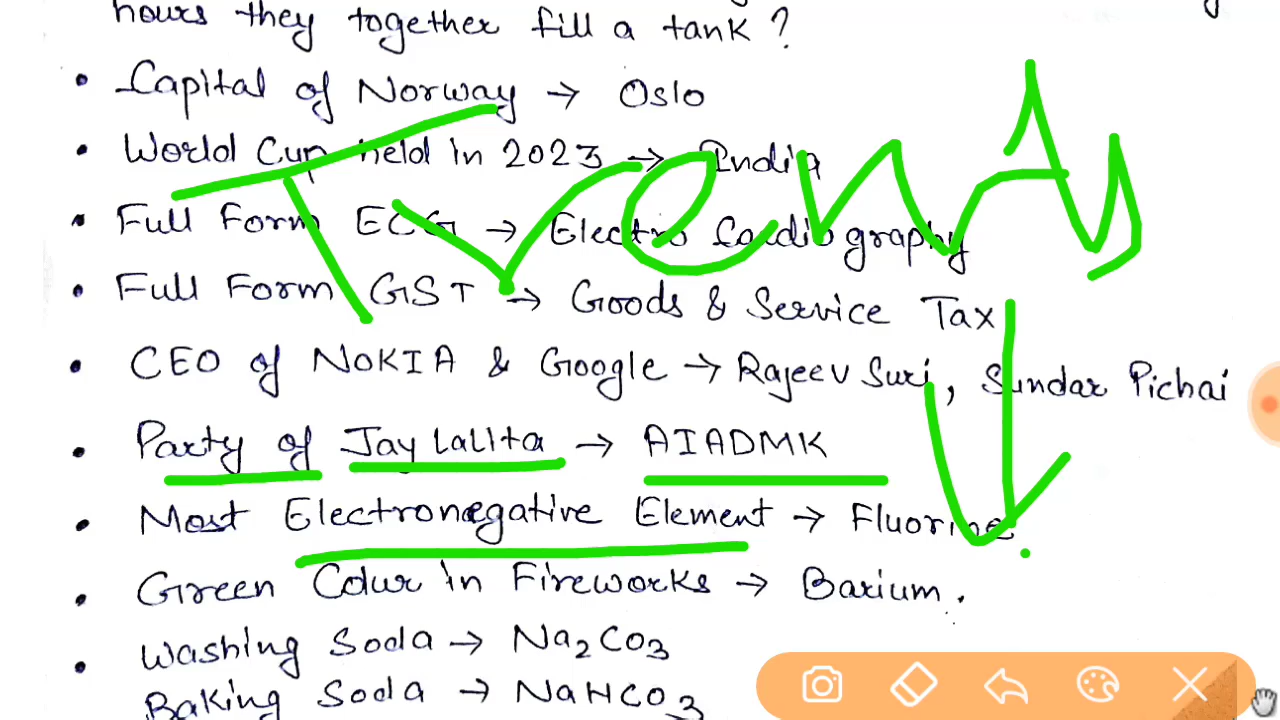 hours they together fill a tank?
• Capital of Norway → Oslo
• World Cup held in 2023 → India
• Full Form ECG → Electro Cardiography
• Full Form GST → Goods & Service Tax
• CEO of NOKIA & Google → Rajeev Suri, Sundar Pichai
• Party of Jay Lalita → AIADMK
• Most Electronegative Element → Fluorine
• Green Colur in Fireworks → Barium.
• Washing Soda → Na2CO3
Baking Soda → NaHCO3